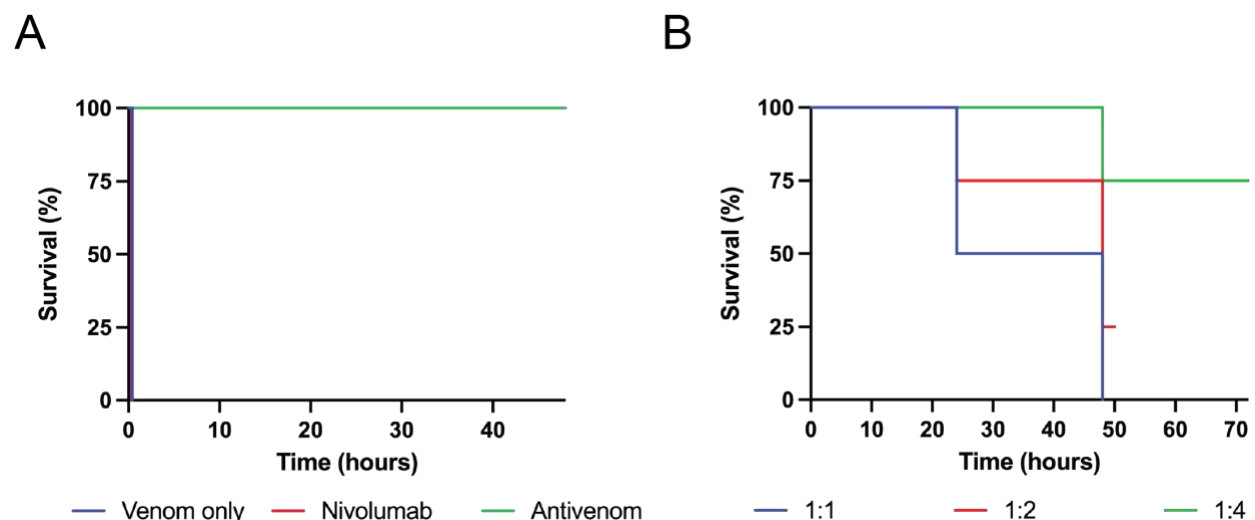 A
B
Survival (%)
100
75
50
25
0
0 10 20 30 40
Time (hours)
Venom only Nivolumab Antivenom
Survival (%)
100
75
50
25
0
0 10 20 30 40 50 60 70
Time (hours)
1:1 1:2 1:4